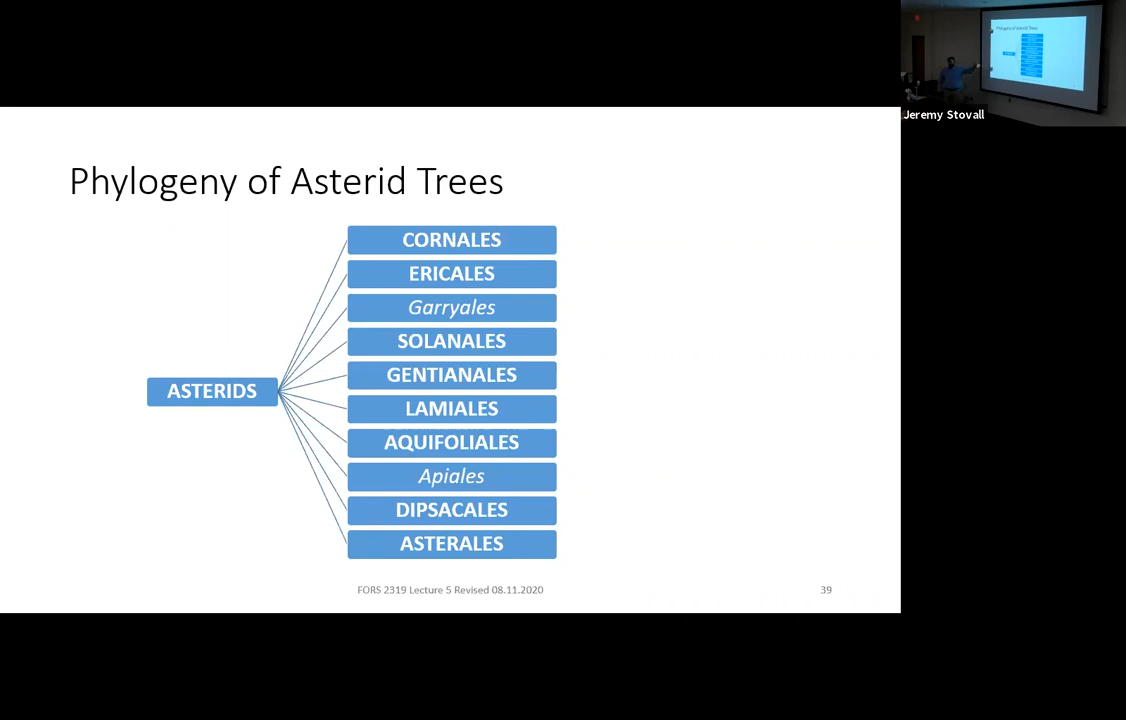 Jeremy Stovall
Phylogeny of Asterid Trees
ASTERIDS
CORNALES
ERICALES
Garryales
SOLANALES
GENTIANALES
LAMIALES
AQUIFOLIALES
Apiales
DIPSACALES
ASTERALES
FORS 2319 Lecture 5 Revised 08.11.2020
39